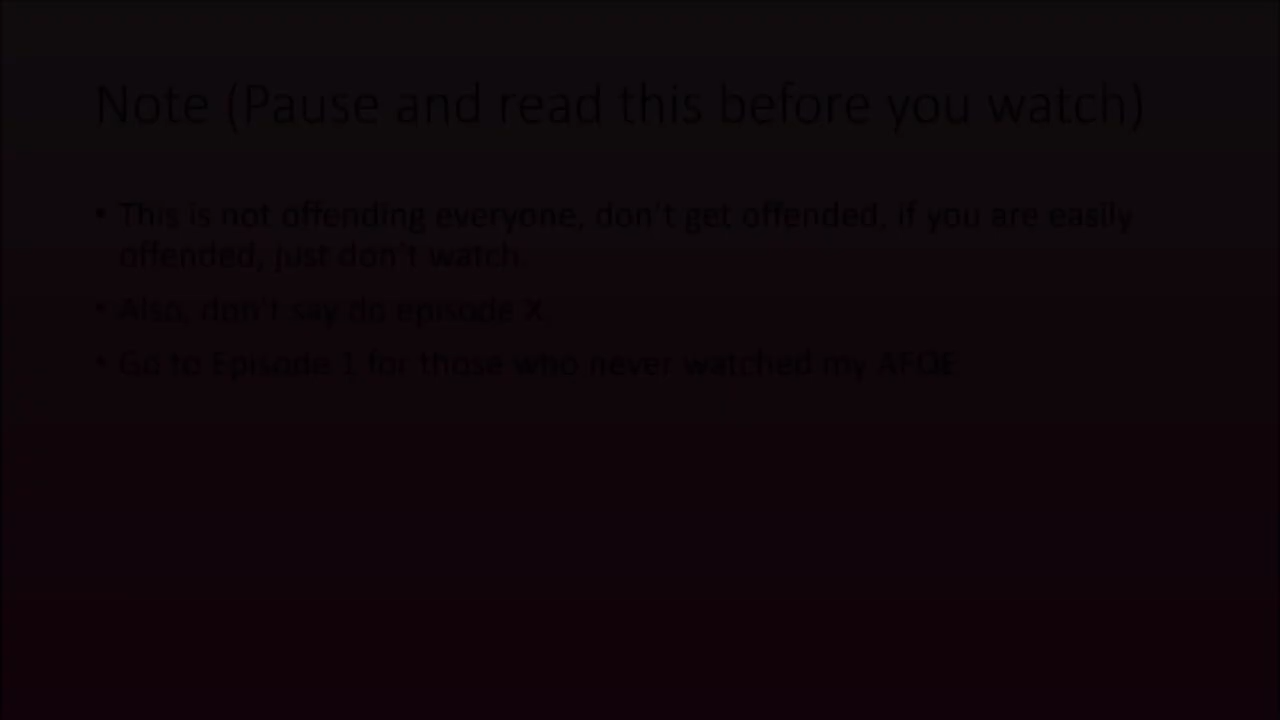 Note (Pause and read this before you watch)
• This is not offending everyone, don't get offended, if you are easily
offended, just don't watch.
• Also, don't say do episode X.
• Go to Episode 1 for those who never watched my AFOE